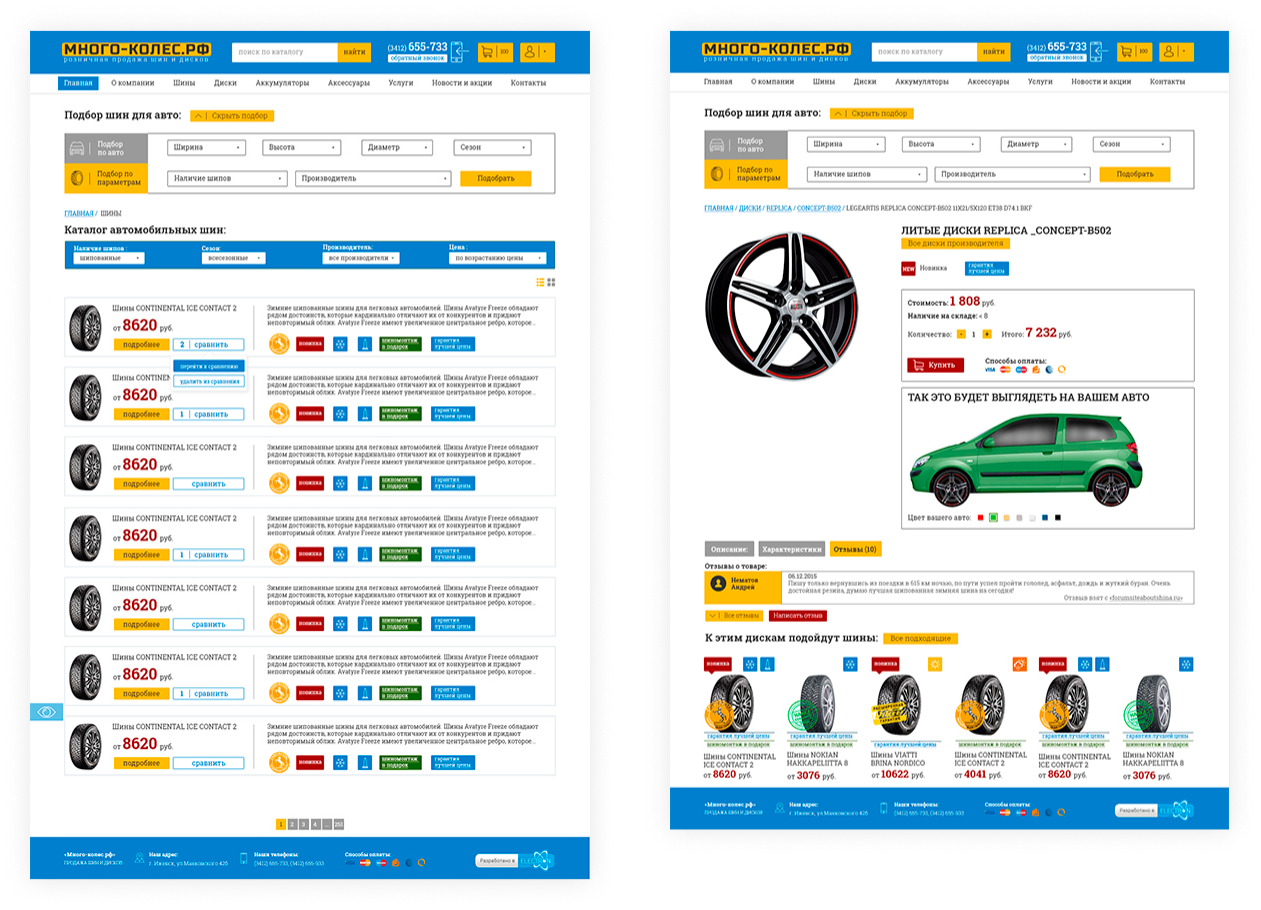 МНОГО-КОЛЕС.РФ
розничная продажа шин и дисков
поиск по каталогу
найти
(3412) 655-733
обратный звонок
100
Главная
О компании
Шины
Диски
Аккумуляторы
Аксессуары
Услуги
Новости и акции
Контакты
Подбор шин для авто:
Скрыть подбор
Подбор
по авто
Ширина
Высота
Диаметр
Сезон
Подбор по
параметрам
Наличие шипов
Производитель
Подобрать
ГЛАВНАЯ / ШИНЫ
Каталог автомобильных шин:
Наличие шипов :
Сезон:
Производитель:
Цена :
шипованные
всесезонные
все производители
по возрастанию цены
Шины CONTINENTAL ICE CONTACT 2
от 8620 руб.
подробнее
2 | сравнить
Зимние шипованные шины для легковых автомобилей. Шины Avatyre Freeze обладают
рядом достоинств, которые кардинально отличают их от конкурентов и придают
неповторимый облик. Avatyre Freeze имеют увеличенное центральное ребро, которое...
новинка
шиномонтаж
в подарок
гарантия
лучшей цены
перейти к сравнению
удалить из сравнения
Шины CONTINEN
от 8620 руб.
подробнее
1 | сравнить
Зимние шипованные шины для легковых автомобилей. Шины Avatyre Freeze обладают
рядом достоинств, которые кардинально отличают их от конкурентов и придают
неповторимый облик. Avatyre Freeze имеют увеличенное центральное ребро, которое...
новинка
шиномонтаж
в подарок
гарантия
лучшей цены
Шины CONTINENTAL ICE CONTACT 2
от 8620 руб.
подробнее
сравнить
Зимние шипованные шины для легковых автомобилей. Шины Avatyre Freeze обладают
рядом достоинств, которые кардинально отличают их от конкурентов и придают
неповторимый облик. Avatyre Freeze имеют увеличенное центральное ребро, которое...
новинка
шиномонтаж
в подарок
гарантия
лучшей цены
Шины CONTINENTAL ICE CONTACT 2
от 8620 руб.
подробнее
1 | сравнить
Зимние шипованные шины для легковых автомобилей. Шины Avatyre Freeze обладают
рядом достоинств, которые кардинально отличают их от конкурентов и придают
неповторимый облик. Avatyre Freeze имеют увеличенное центральное ребро, которое...
новинка
шиномонтаж
в подарок
гарантия
лучшей цены
Шины CONTINENTAL ICE CONTACT 2
от 8620 руб.
подробнее
сравнить
Зимние шипованные шины для легковых автомобилей. Шины Avatyre Freeze обладают
рядом достоинств, которые кардинально отличают их от конкурентов и придают
неповторимый облик. Avatyre Freeze имеют увеличенное центральное ребро, которое...
новинка
шиномонтаж
в подарок
гарантия
лучшей цены
Шины CONTINENTAL ICE CONTACT 2
от 8620 руб.
подробнее
1 | сравнить
Зимние шипованные шины для легковых автомобилей. Шины Avatyre Freeze обладают
рядом достоинств, которые кардинально отличают их от конкурентов и придают
неповторимый облик. Avatyre Freeze имеют увеличенное центральное ребро, которое...
новинка
шиномонтаж
в подарок
гарантия
лучшей цены
Шины CONTINENTAL ICE CONTACT 2
от 8620 руб.
подробнее
сравнить
Зимние шипованные шины для легковых автомобилей. Шины Avatyre Freeze обладают
рядом достоинств, которые кардинально отличают их от конкурентов и придают
неповторимый облик. Avatyre Freeze имеют увеличенное центральное ребро, которое...
новинка
шиномонтаж
в подарок
гарантия
лучшей цены
1 2 3 4 ...
«Много-колес.рф»
ПРОДАЖА ШИН И ДИСКОВ
Наш адрес:
г. Ижевск, ул.Маяковского 42б
Наши телефоны:
(3412) 655-733, (3412) 655-933
Способы оплаты:
Разработано в
МНОГО-КОЛЕС.РФ
розничная продажа шин и дисков
поиск по каталогу
найти
(3412) 655-733
обратный звонок
100
Главная
О компании
Шины
Диски
Аккумуляторы
Аксессуары
Услуги
Новости и акции
Контакты
Подбор шин для авто:
Скрыть подбор
Подбор
по авто
Ширина
Высота
Диаметр
Сезон
Подбор по
параметрам
Наличие шипов
Производитель
Подобрать
ГЛАВНАЯ / ДИСКИ / REPLICA / CONCEPT-B502 / LEGEARTIS REPLICA CONCEPT-B502 11X21/5X120 ET38 D74.1 BKF
ЛИТЫЕ ДИСКИ REPLICA _CONCEPT-B502
Все диски производителя
NEW
Новинка
гарантия
лучшей цены
Стоимость: 1 808 руб.
Наличие на складе: < 8
Количество: - 1 + Итого: 7 232 руб.
Купить
Способы оплаты:
VISA
ТАК ЭТО БУДЕТ ВЫГЛЯДЕТЬ НА ВАШЕМ АВТО
Цвет вашего авто:
Описание:
Характеристики
Отзывы (10)
Отзывы о товаре:
Нематов
Андрей
06.12.2015
Пишу только вернувшись из поездки в 615 км ночью, по пути успел пройти гололед, асфальт, дождь и жуткий буран. Очень
достойная резина, думаю лучшая шипованная зимняя шина на сегодня!
Отзвыв взят с «forumsiteaboutshina.ru»
Все отзывы
Написать отзыв
К этим дискам подойдут шины:
Все подходящие
новинка
гарантия лучшей цены
шиномонтаж в подарок
Шины CONTINENTAL
ICE CONTACT 2
от 8620 руб.
гарантия лучшей цены
шиномонтаж в подарок
Шины NOKIAN
HAKKAPELIITTA 8
от 3076 руб.
новинка
гарантия лучшей цены
Шины VIATTI
BRINA NORDICO
от 10622 руб.
шиномонтаж в подарок
Шины CONTINENTAL
ICE CONTACT 2
от 4041 руб.
новинка
гарантия лучшей цены
шиномонтаж в подарок
Шины CONTINENTAL
ICE CONTACT 2
от 8620 руб.
гарантия лучшей цены
шиномонтаж в подарок
Шины NOKIAN
HAKKAPELIITTA 8
от 3076 руб.
«Много-колес.рф»
ПРОДАЖА ШИН И ДИСКОВ
Наш адрес:
г. Ижевск, ул.Маяковского 42б
Наши телефоны:
(3412) 655-733, (3412) 655-933
Способы оплаты:
Разработано в